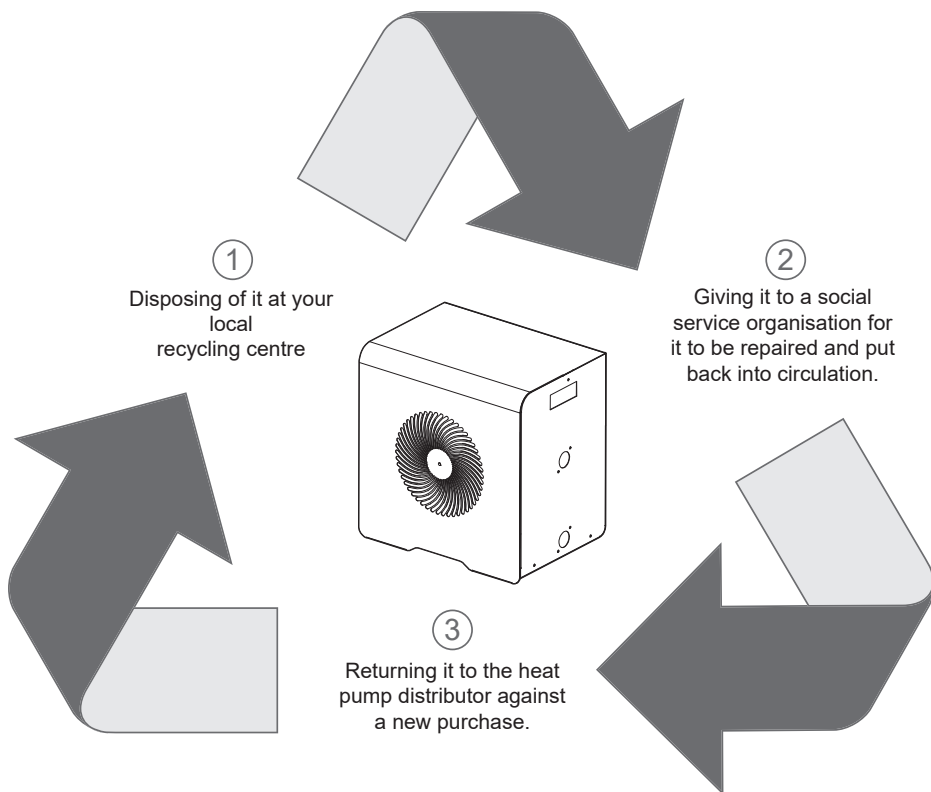 1
Disposing of it at your
local
recycling centre
2
Giving it to a social
service organisation for
it to be repaired and put
back into circulation.
3
Returning it to the heat
pump distributor against
a new purchase.